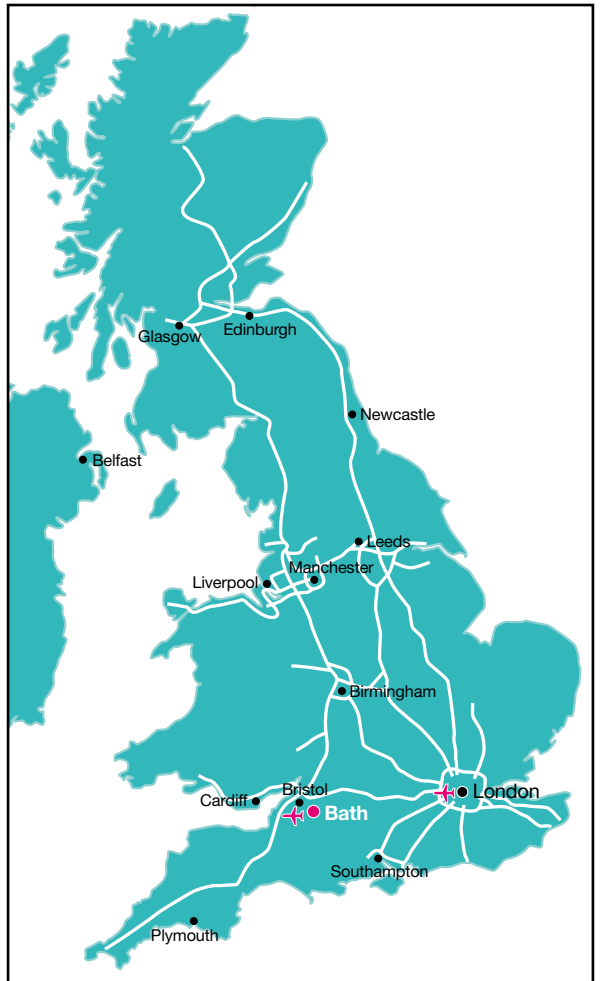 Edinburgh
Glasgow
Newcastle
Belfast
Leeds
Manchester
Liverpool
Birmingham
Bristol
London
Cardiff
Bath
Southampton
Plymouth